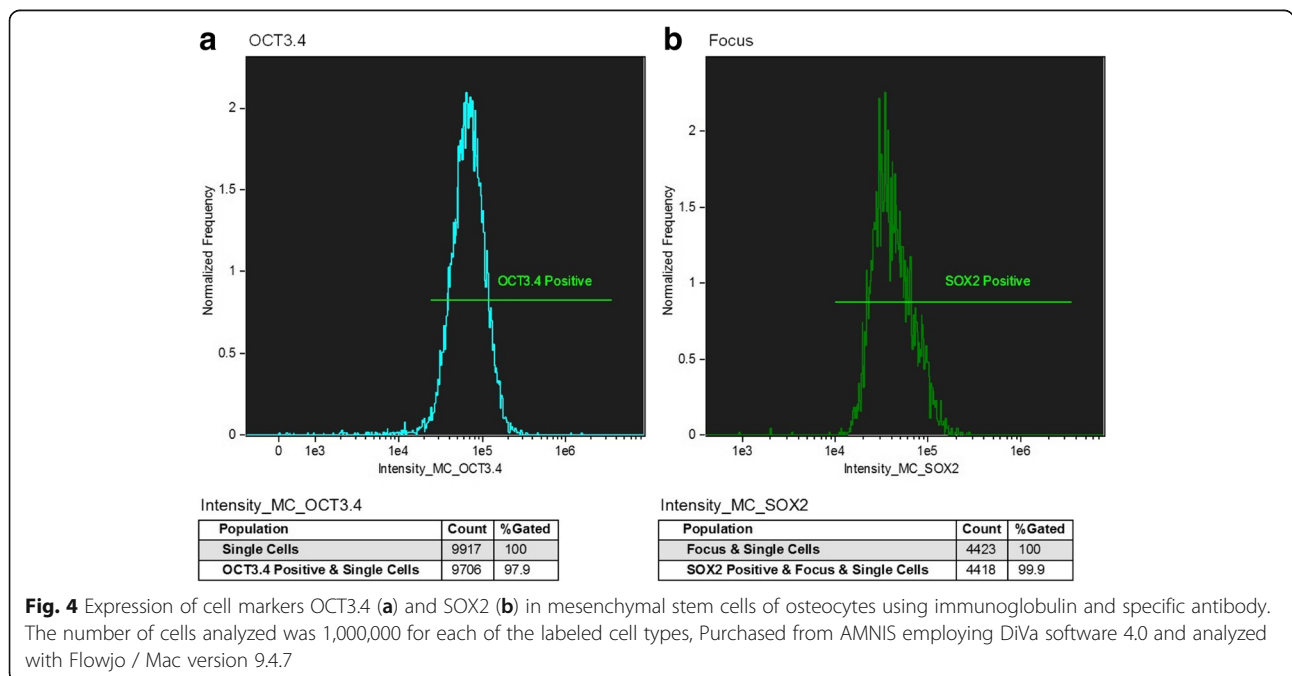 a OCT3.4
Normalized Frequency
2
1.5
1
0.5
0
OCT3.4 Positive
0 1e3 1e4 1e5 1e6
Intensity_MC_OCT3.4
Intensity_MC_OCT3.4
Population Count %Gated
Single Cells 9917 100
OCT3.4 Positive & Single Cells 9706 97.9
b Focus
Normalized Frequency
2
1.5
1
0.5
0
SOX2 Positive
1e3 1e4 1e5 1e6
Intensity_MC_SOX2
Intensity_MC_SOX2
Population Count %Gated
Focus & Single Cells 4423 100
SOX2 Positive & Focus & Single Cells 4418 99.9
Fig. 4 Expression of cell markers OCT3.4 (a) and SOX2 (b) in mesenchymal stem cells of osteocytes using immunoglobulin and specific antibody.
The number of cells analyzed was 1,000,000 for each of the labeled cell types, Purchased from AMNIS employing DiVa software 4.0 and analyzed
with Flowjo / Mac version 9.4.7